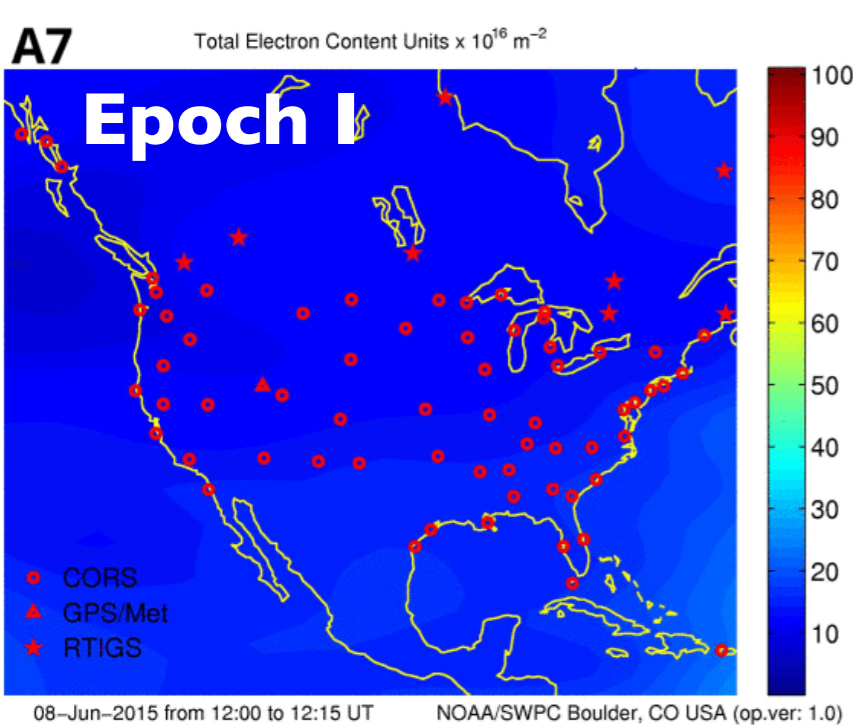 A7
Total Electron Content Units x 10^16 m^−2
Epoch I
100
90
80
70
60
50
40
30
20
10
CORS
GPS/Met
RTIGS
08−Jun−2015 from 12:00 to 12:15 UT
NOAA/SWPC Boulder, CO USA (op.ver: 1.0)